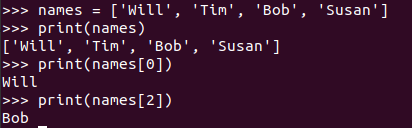 >>> names = ['Will', 'Tim', 'Bob', 'Susan']
>>> print(names)
['Will', 'Tim', 'Bob', 'Susan']
>>> print(names[0])
Will
>>> print(names[2])
Bob